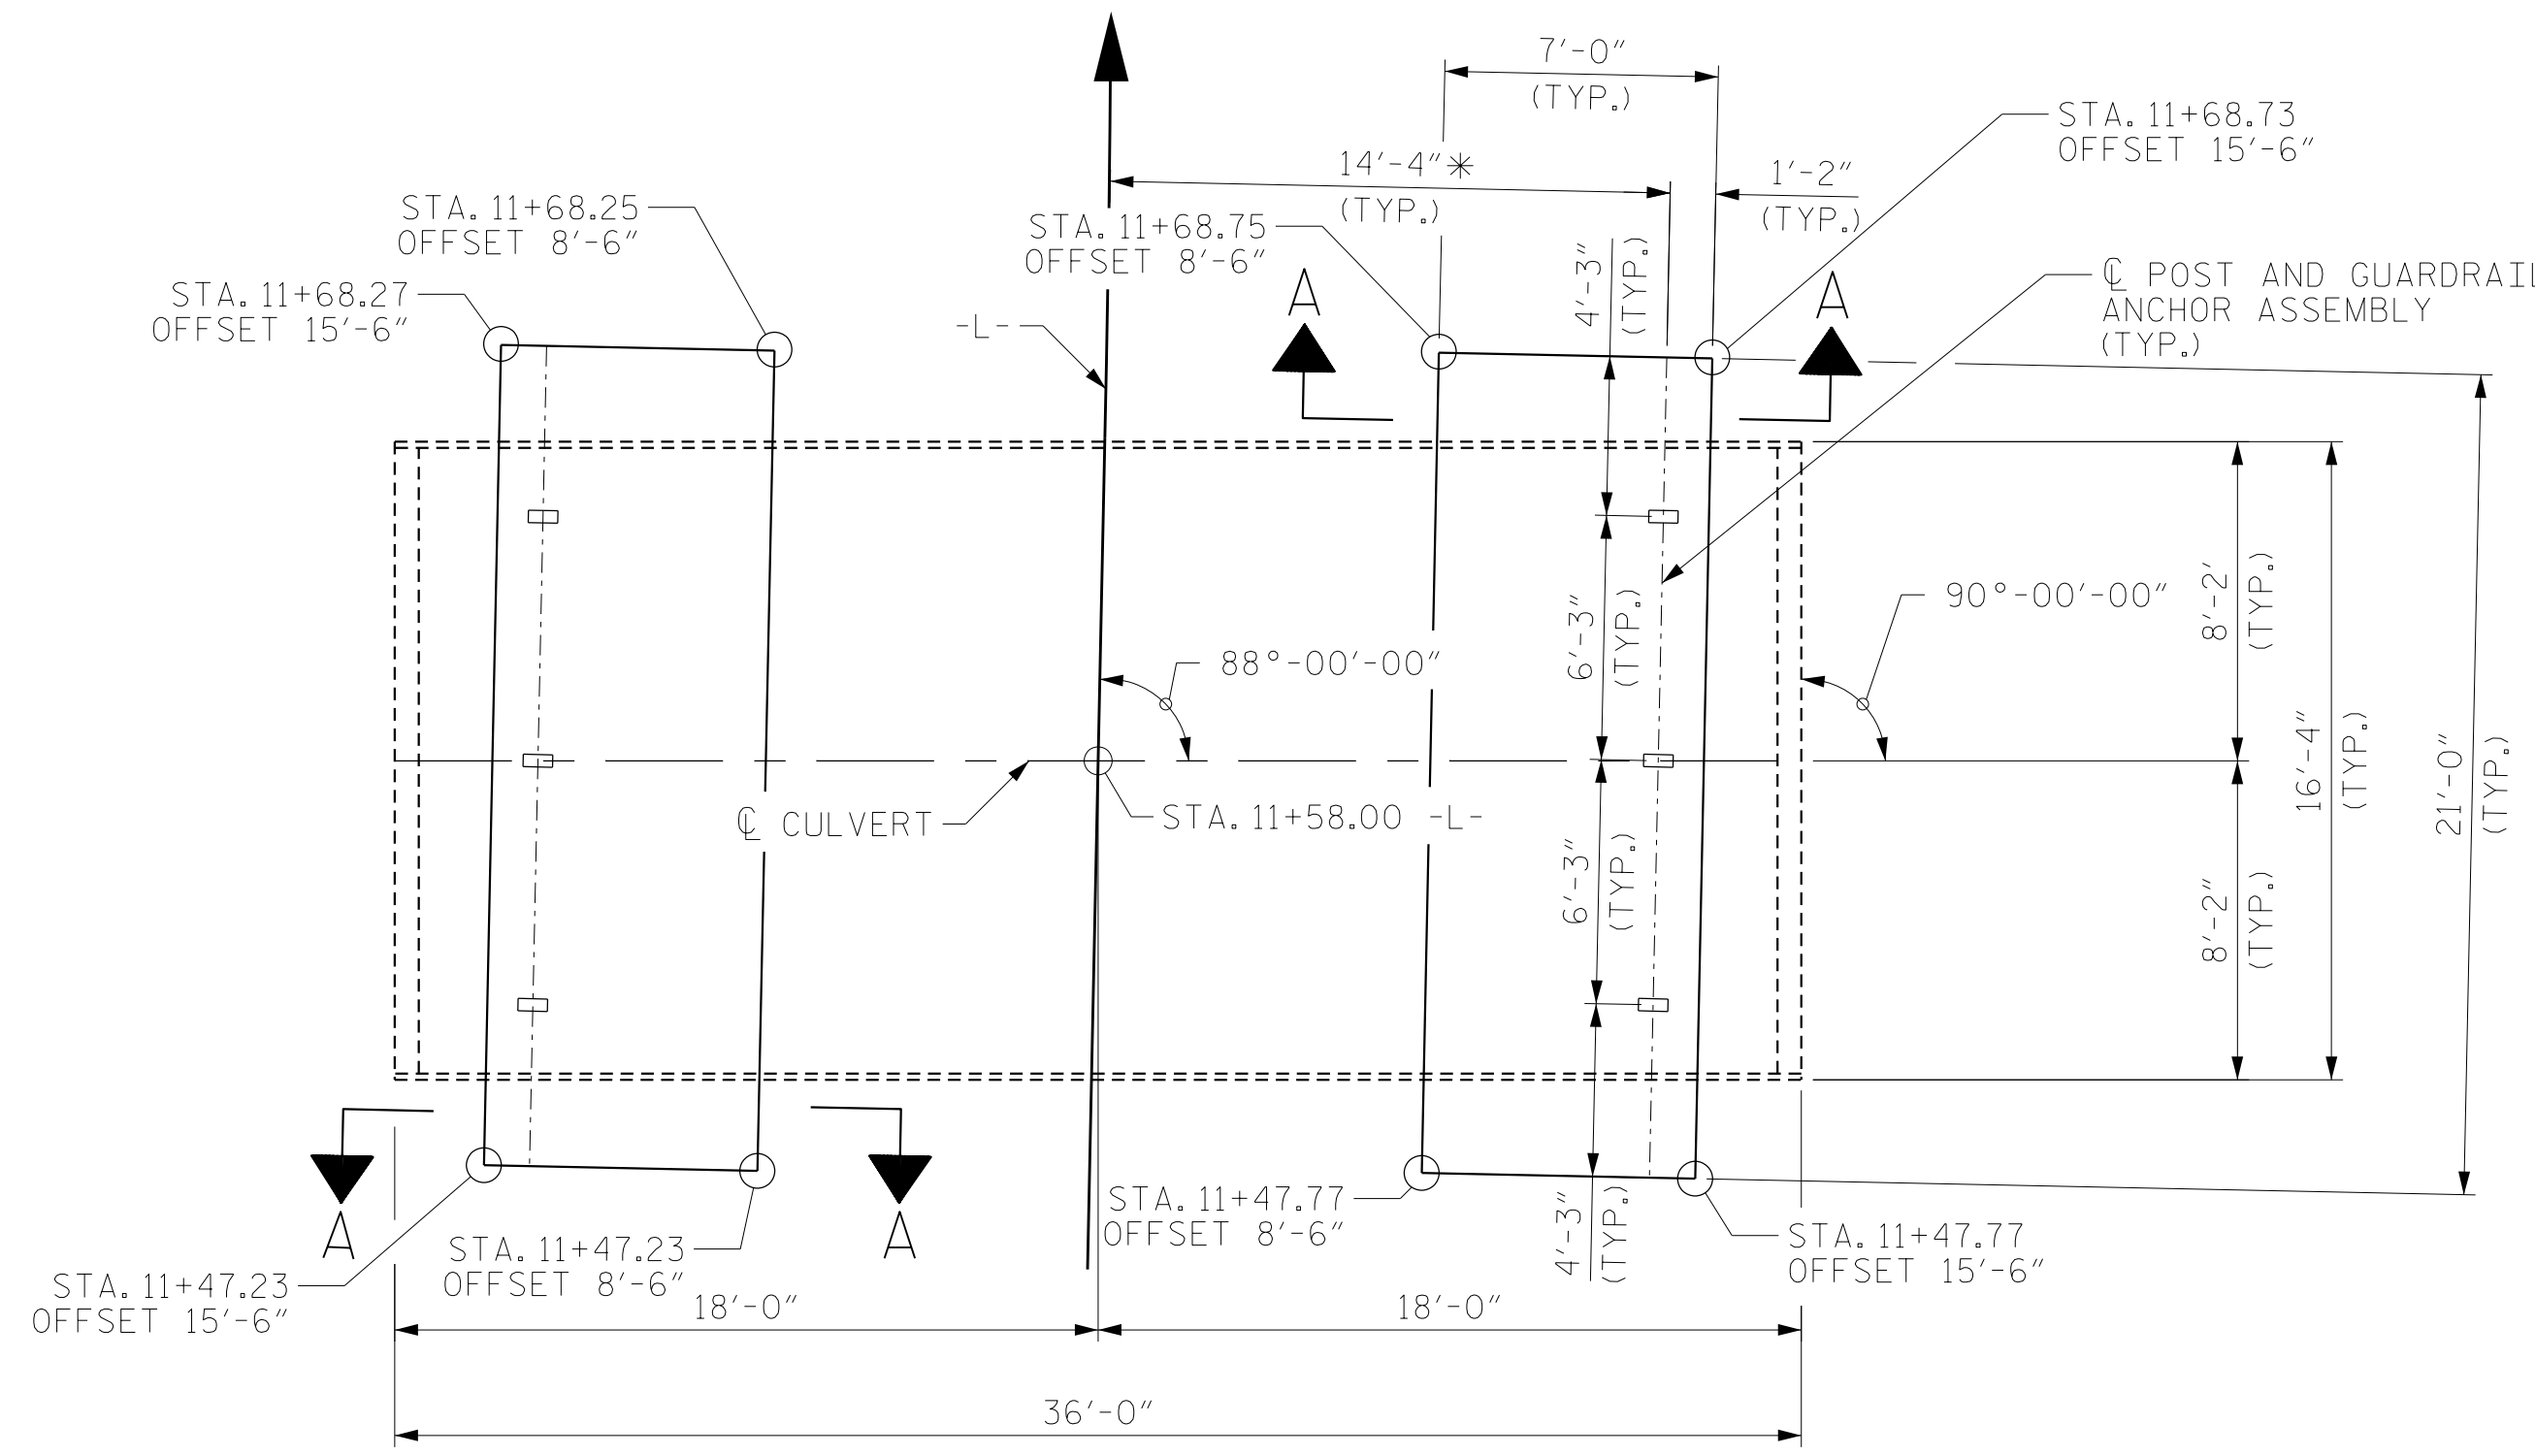 7′-0″
(TYP.)
STA. 11+68.73
OFFSET 15′-6″
14′-4″*
(TYP.)
1′-2″
(TYP.)
STA. 11+68.25
OFFSET 8′-6″
STA. 11+68.75
OFFSET 8′-6″
4′-3″
(TYP.)
A
A
℄ POST AND GUARDRAIL
ANCHOR ASSEMBLY
(TYP.)
STA. 11+68.27
OFFSET 15′-6″
-L-
8′-2′
(TYP.)
6′-3″
(TYP.)
90°-00′-00″
88°-00′-00″
16′-4″
(TYP.)
21′-0″
(TYP.)
℄ CULVERT
STA. 11+58.00 -L-
6′-3″
(TYP.)
8′-2″
(TYP.)
A
A
STA. 11+47.77
OFFSET 8′-6″
4′-3″
(TYP.)
STA. 11+47.77
OFFSET 15′-6″
STA. 11+47.23
OFFSET 8′-6″
STA. 11+47.23
OFFSET 15′-6″
18′-0″
18′-0″
36′-0″